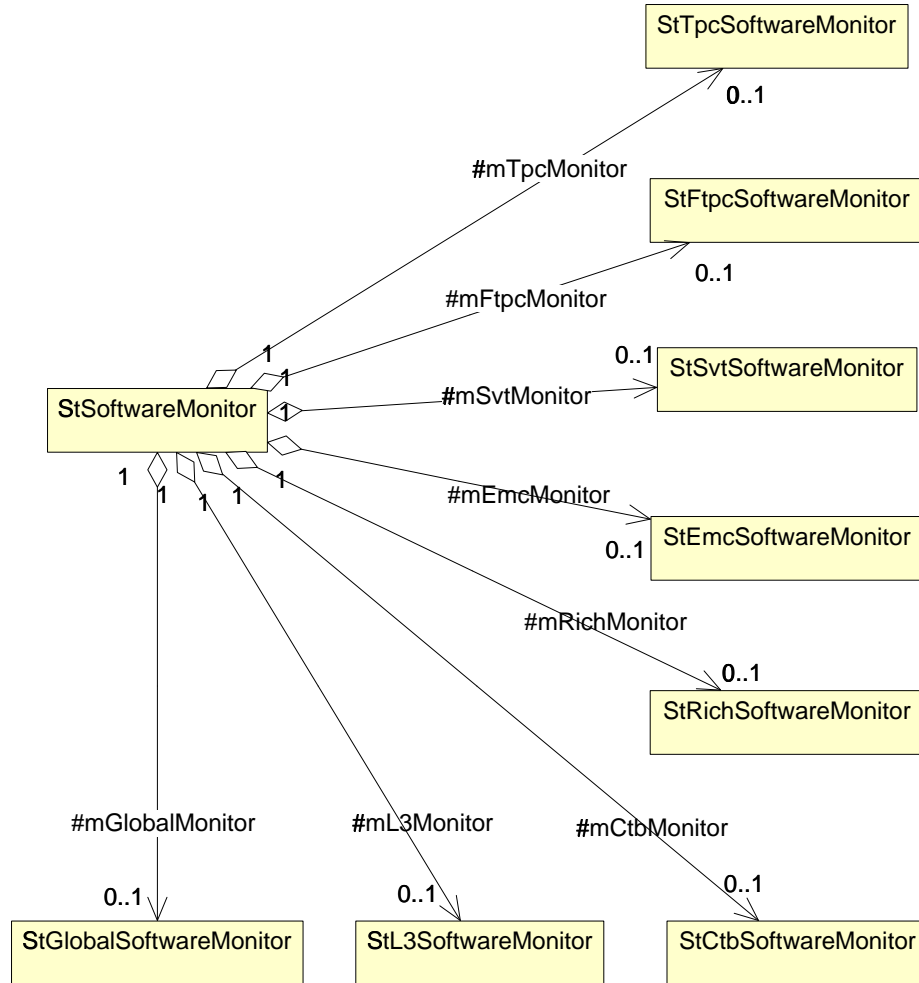 StTpcSoftwareMonitor
0..1
#mTpcMonitor
StFtpcSoftwareMonitor
0..1
#mFtpcMonitor
1
1
0..1
StSvtSoftwareMonitor
#mSvtMonitor
1
StSoftwareMonitor
1
1
1
1
1
#mEmcMonitor
0..1
StEmcSoftwareMonitor
#mRichMonitor
0..1
StRichSoftwareMonitor
#mGlobalMonitor
#mL3Monitor
#mCtbMonitor
0..1
0..1
0..1
StGlobalSoftwareMonitor
StL3SoftwareMonitor
StCtbSoftwareMonitor